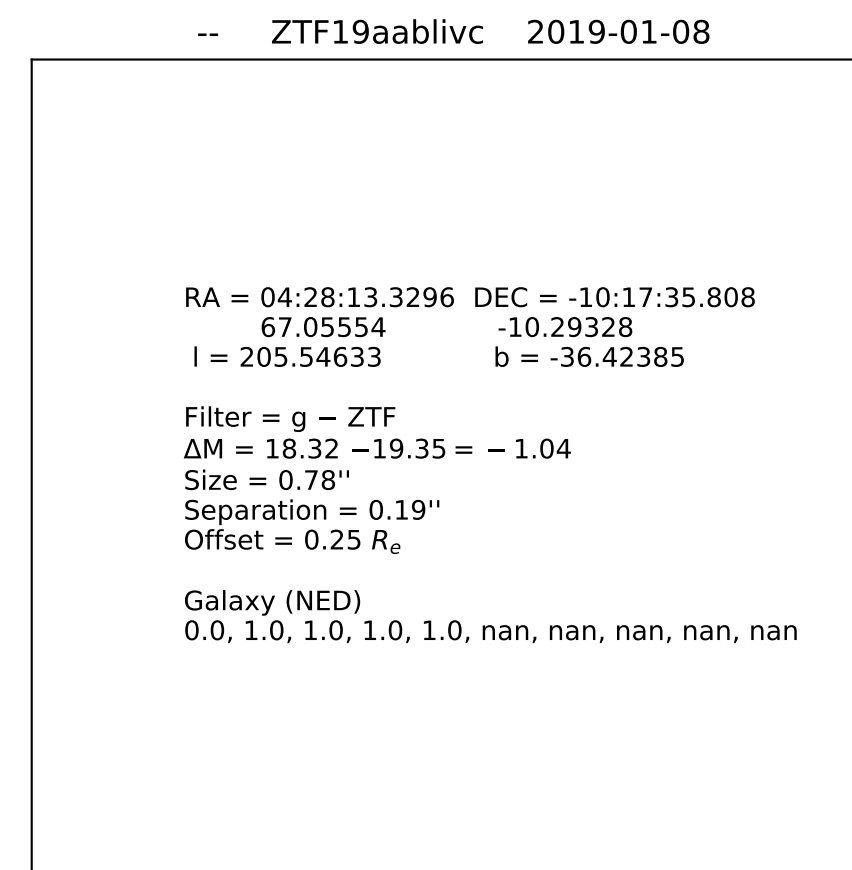 -- ZTF19aablivc 2019-01-08
RA = 04:28:13.3296 DEC = -10:17:35.808
67.05554 -10.29328
l = 205.54633 b = -36.42385
Filter = g − ZTF
ΔM = 18.32 −19.35 = − 1.04
Size = 0.78''
Separation = 0.19''
Offset = 0.25 Rₑ
Galaxy (NED)
0.0, 1.0, 1.0, 1.0, 1.0, nan, nan, nan, nan, nan